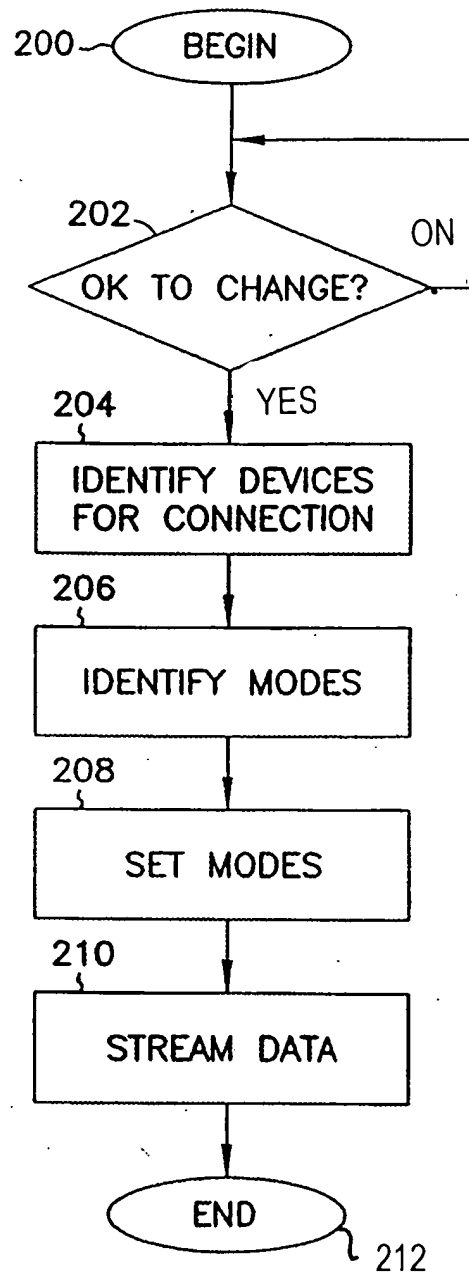 200
BEGIN
202
ON
OK TO CHANGE?
YES
204
IDENTIFY DEVICES
FOR CONNECTION
206
IDENTIFY MODES
208
SET MODES
210
STREAM DATA
END
212